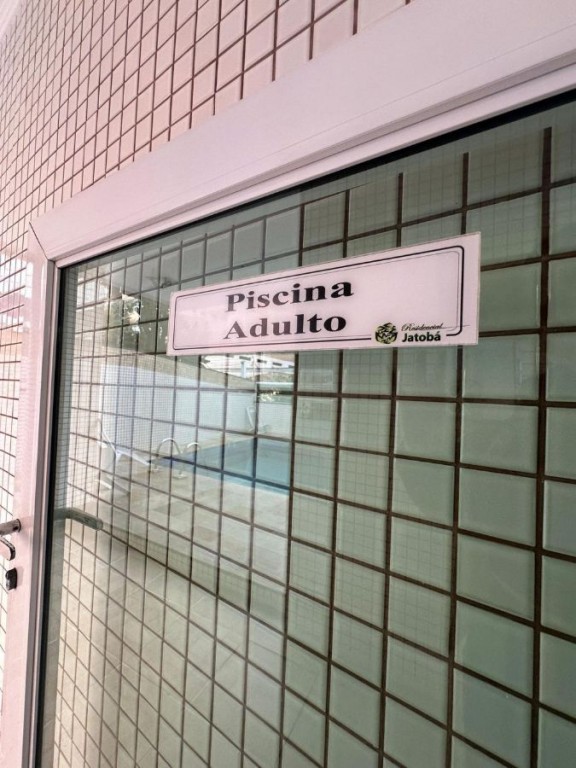 Piscina
Adulto
Residencial
Jatobá